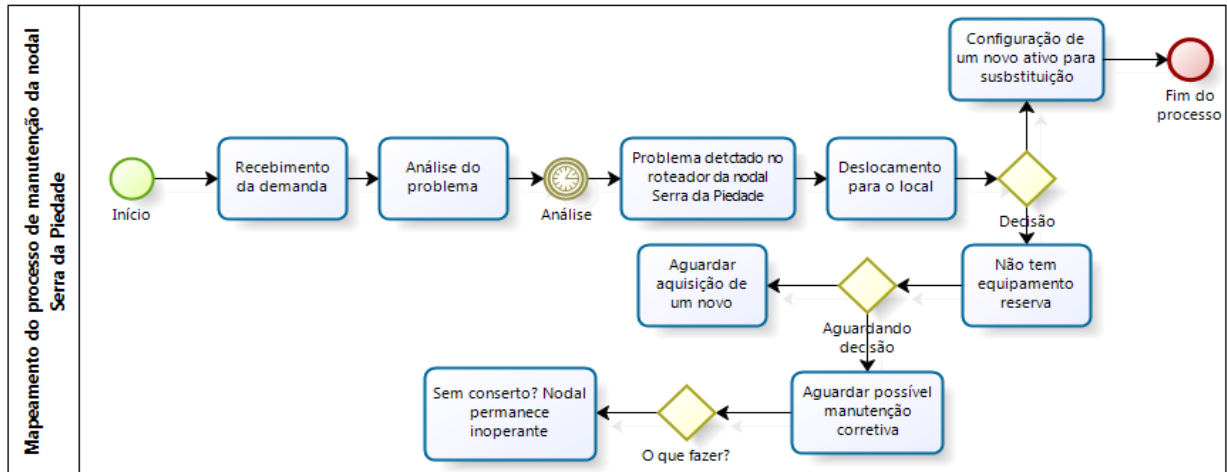 Mapeamento do processo de manutenção da nodal
Serra da Piedade
Início
Recebimento
da demanda
Análise do
problema
Análise
Problema detctado no
roteador da nodal
Serra da Piedade
Deslocamento
para o local
Decisão
Configuração de
um novo ativo para
susbstituição
Fim do
processo
Não tem
equipamento
reserva
Aguardando
decisão
Aguardar
aquisição de
um novo
Aguardar possível
manutenção
corretiva
O que fazer?
Sem conserto? Nodal
permanece
inoperante